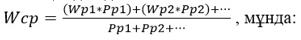 Wcp = (Wp1*Pp1)+(Wp2*Pp2)+⋯ / Pp1+Pp2+⋯ , мұнда: